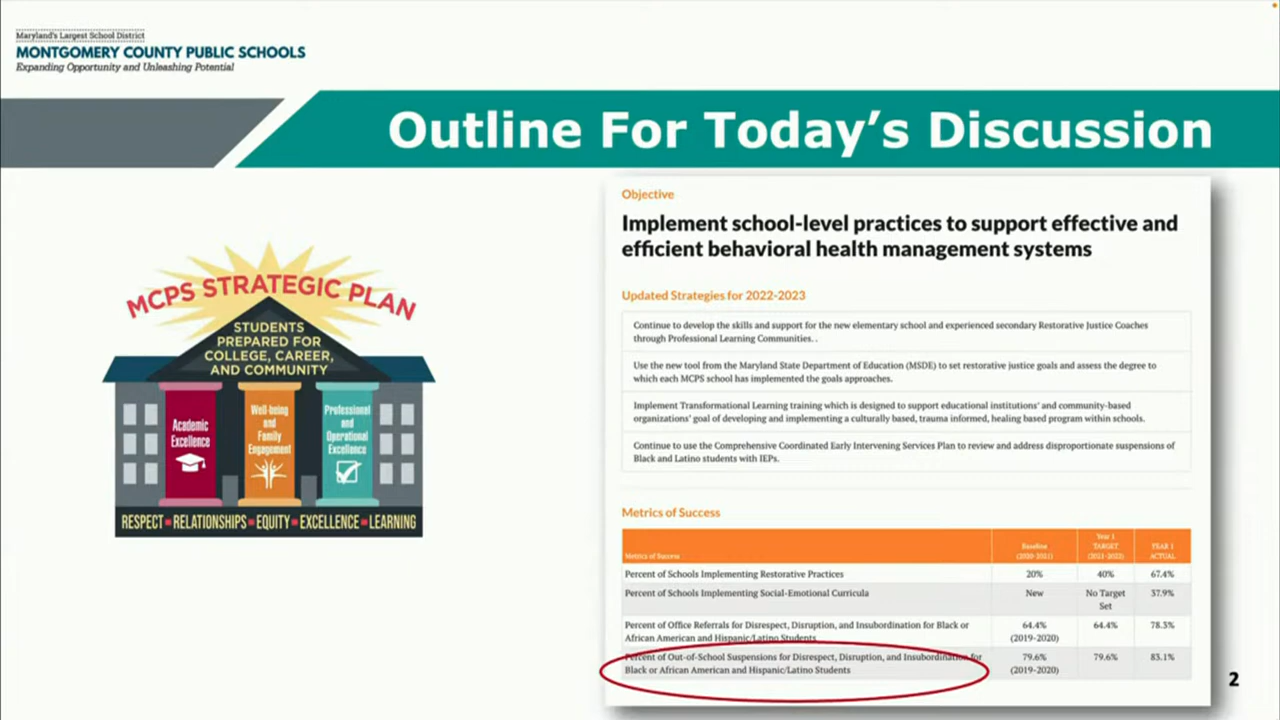 Maryland's Largest School District
MONTGOMERY COUNTY PUBLIC SCHOOLS
Expanding Opportunity and Unleashing Potential
Outline For Today's Discussion
MCPS STRATEGIC PLAN
STUDENTS
PREPARED FOR
COLLEGE, CAREER,
AND COMMUNITY
Academic
Excellence
Well-being
and
Family
Engagement
Professional
and
Operational
Excellence
RESPECT RELATIONSHIPS EQUITY EXCELLENCE LEARNING
Objective
Implement school-level practices to support effective and
efficient behavioral health management systems
Updated Strategies for 2022-2023
Continue to develop the skills and support for the new elementary school and experienced secondary Restorative Justice Coaches
through Professional Learning Communities. .
Use the new tool from the Maryland State Department of Education (MSDE) to set restorative justice goals and assess the degree to
which each MCPS school has implemented the goals approaches.
Implement Transformational Learning training which is designed to support educational institutions' and community-based
organizations' goal of developing and implementing a culturally based, trauma informed, healing based program within schools.
Continue to use the Comprehensive Coordinated Early Intervening Services Plan to review and address disproportionate suspensions of
Black and Latino students with IEPs.
Metrics of Success
Metrics of Success
Baseline
(2020-2021)
Year 1
TARGET
(2021-2022)
YEAR 1
ACTUAL
Percent of Schools Implementing Restorative Practices 20% 40% 67.4%
Percent of Schools Implementing Social-Emotional Curricula New No Target 37.9%
Set
Percent of Office Referrals for Disrespect, Disruption, and Insubordination for Black or 64.4% 64.4% 78.3%
African American and Hispanic/Latino Students (2019-2020)
Percent of Out-of-School Suspensions for Disrespect, Disruption, and Insubordination for 79.6% 79.6% 83.1%
Black or African American and Hispanic/Latino Students (2019-2020)
2